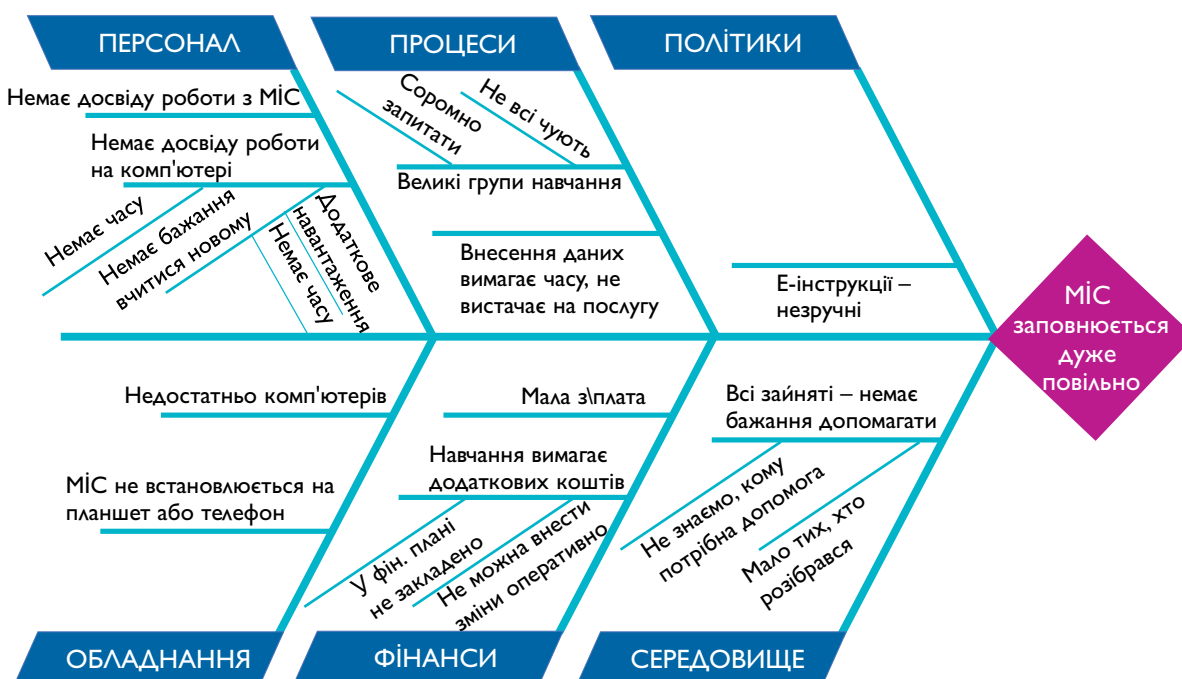 ПЕРСОНАЛ
ПРОЦЕСИ
ПОЛІТИКИ
Немає досвіду роботи з МІС
Немає досвіду роботи
на комп'ютері
Немає часу
Немає бажання
вчитися новому
Немає часу
Додаткове
навантаження
Соромно
запитати
Не всі чують
Великі групи навчання
Внесення даних
вимагає часу, не
вистачає на послугу
Е-інструкції –
незручні
МІС
заповнюється
дуже
повільно
Недостатньо комп'ютерів
МІС не встановлюється на
планшет або телефон
Мала з\плата
Навчання вимагає
додаткових коштів
У фін. плані
не закладено
Не можна внести
зміни оперативно
Всі зайняті – немає
бажання допомагати
Не знаємо, кому
потрібна допомога
Мало тих, хто
розібрався
ОБЛАДНАННЯ
ФІНАНСИ
СЕРЕДОВИЩЕ